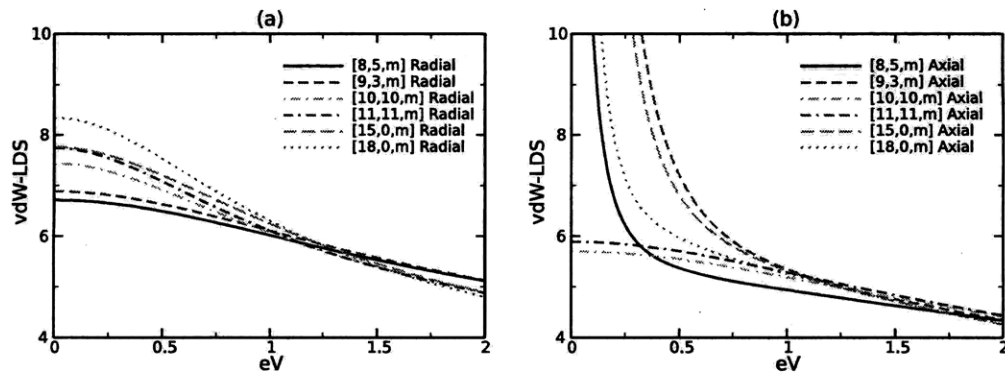 (a)
10
8
6
4
vdW-LDS
[8,5,m] Radial
[9,3,m] Radial
[10,10,m] Radial
[11,11,m] Radial
[15,0,m] Radial
[18,0,m] Radial
0
0.5
1
1.5
2
eV
(b)
10
8
6
4
vdW-LDS
[8,5,m] Axial
[9,3,m] Axial
[10,10,m] Axial
[11,11,m] Axial
[15,0,m] Axial
[18,0,m] Axial
0
0.5
1
1.5
2
eV